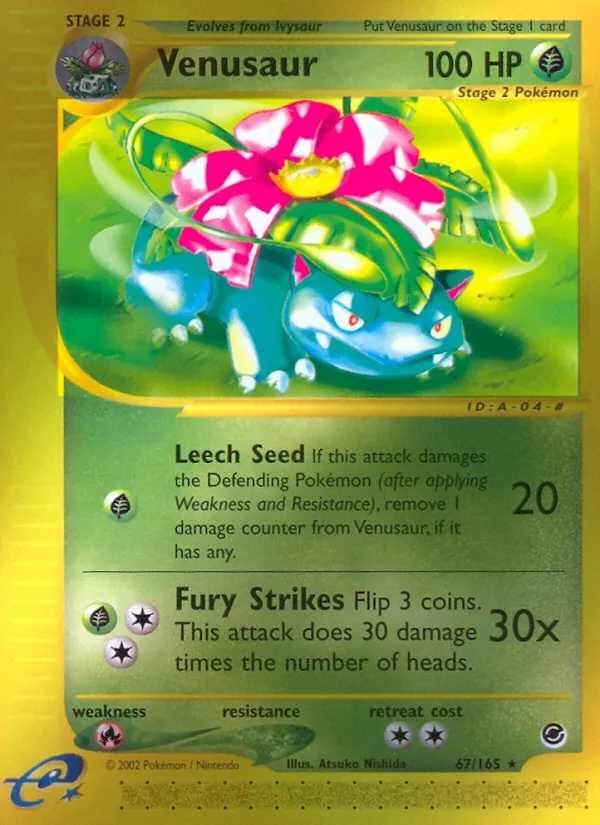 STAGE 2 Evolves from Ivysaur Put Venusaur on the Stage 1 card
Venusaur 100 HP
Stage 2 Pokémon
ID:A-04-#
Leech Seed If this attack damages
the Defending Pokémon (after applying
Weakness and Resistance), remove 1
damage counter from Venusaur, if it
has any.
20
Fury Strikes Flip 3 coins.
This attack does 30 damage
times the number of heads.
30x
weakness resistance retreat cost
© 2002 Pokémon / Nintendo Illus. Atsuko Nishida 67/165 ★
e